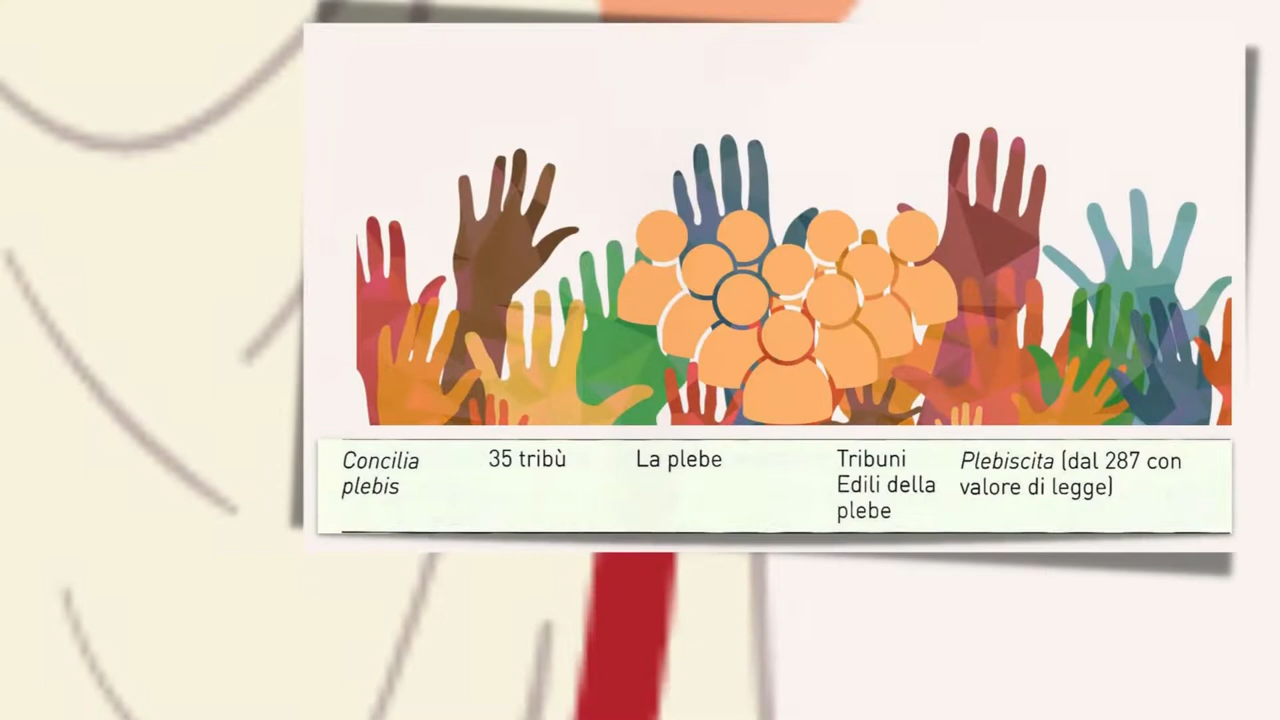 Concilia plebis
35 tribù
La plebe
Tribuni
Edili della plebe
Plebiscita (dal 287 con valore di legge)